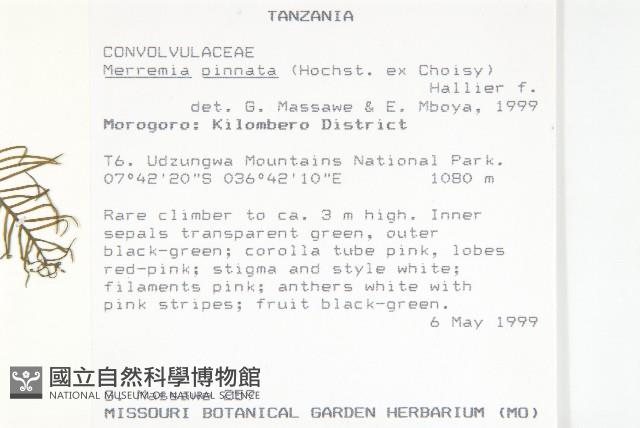 TANZANIA
CONVOLVULACEAE
Merremia pinnata (Hochst. ex Choisy)
Hallier f.
det. G. Massawe & E. Mboya, 1999
Morogoro: Kilombero District
T6. Udzungwa Mountains National Park.
07°42'20"S 036°42'10"E 1080 m
Rare climber to ca. 3 m high. Inner
sepals transparent green, outer
black-green; corolla tube pink, lobes
red-pink; stigma and style white;
filaments pink; anthers white with
pink stripes; fruit black-green.
6 May 1999
國立自然科學博物館
NATIONAL MUSEUM OF NATURAL SCIENCE
MISSOURI BOTANICAL GARDEN HERBARIUM (MO)